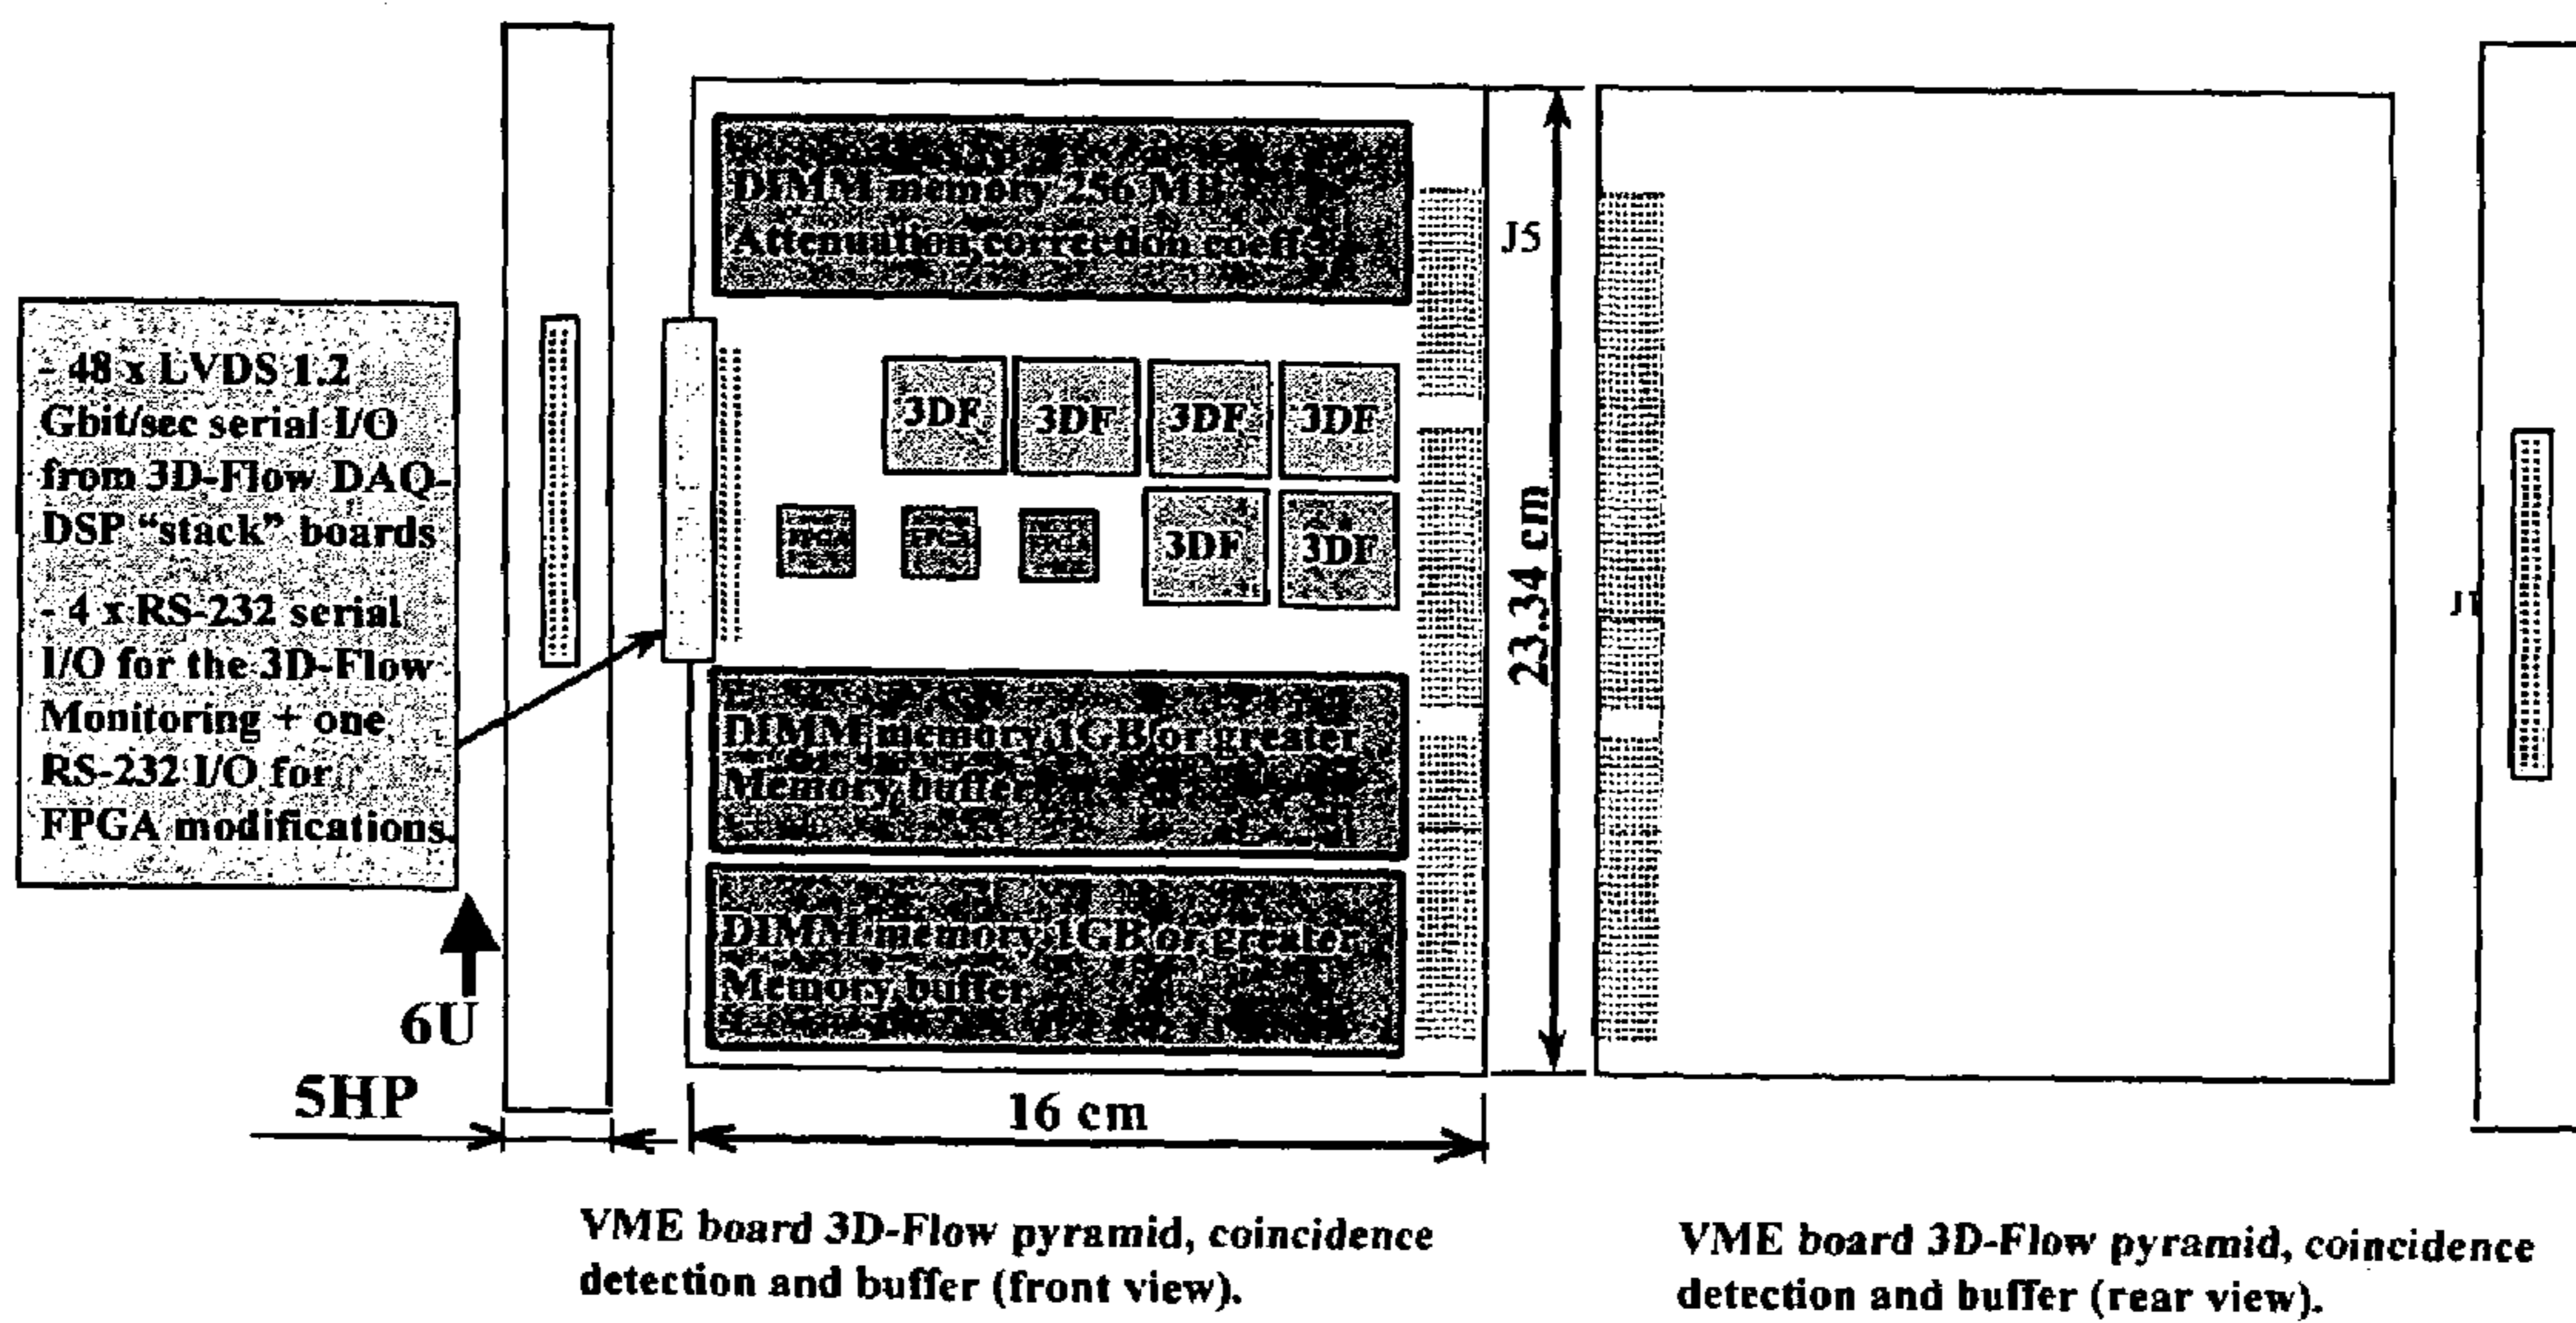 - 48 x LVDS 1.2
Gbit/sec serial I/O
from 3D-Flow DAQ-
DSP "stack" boards
- 4 x RS-232 serial
I/O for the 3D-Flow
Monitoring + one
RS-232 I/O for
FPGA modifications.
6U
5HP
DIMM memory 256 MB
Attenuation correction coeff.
3DF 3DF 3DF 3DF
FPGA FPGA FPGA 3DF 3DF
DIMM memory 1GB or greater
Memory buffer
DIMM memory 1GB or greater
Memory buffer
J5
23.34 cm
16 cm
VME board 3D-Flow pyramid, coincidence
detection and buffer (front view).
VME board 3D-Flow pyramid, coincidence
detection and buffer (rear view).